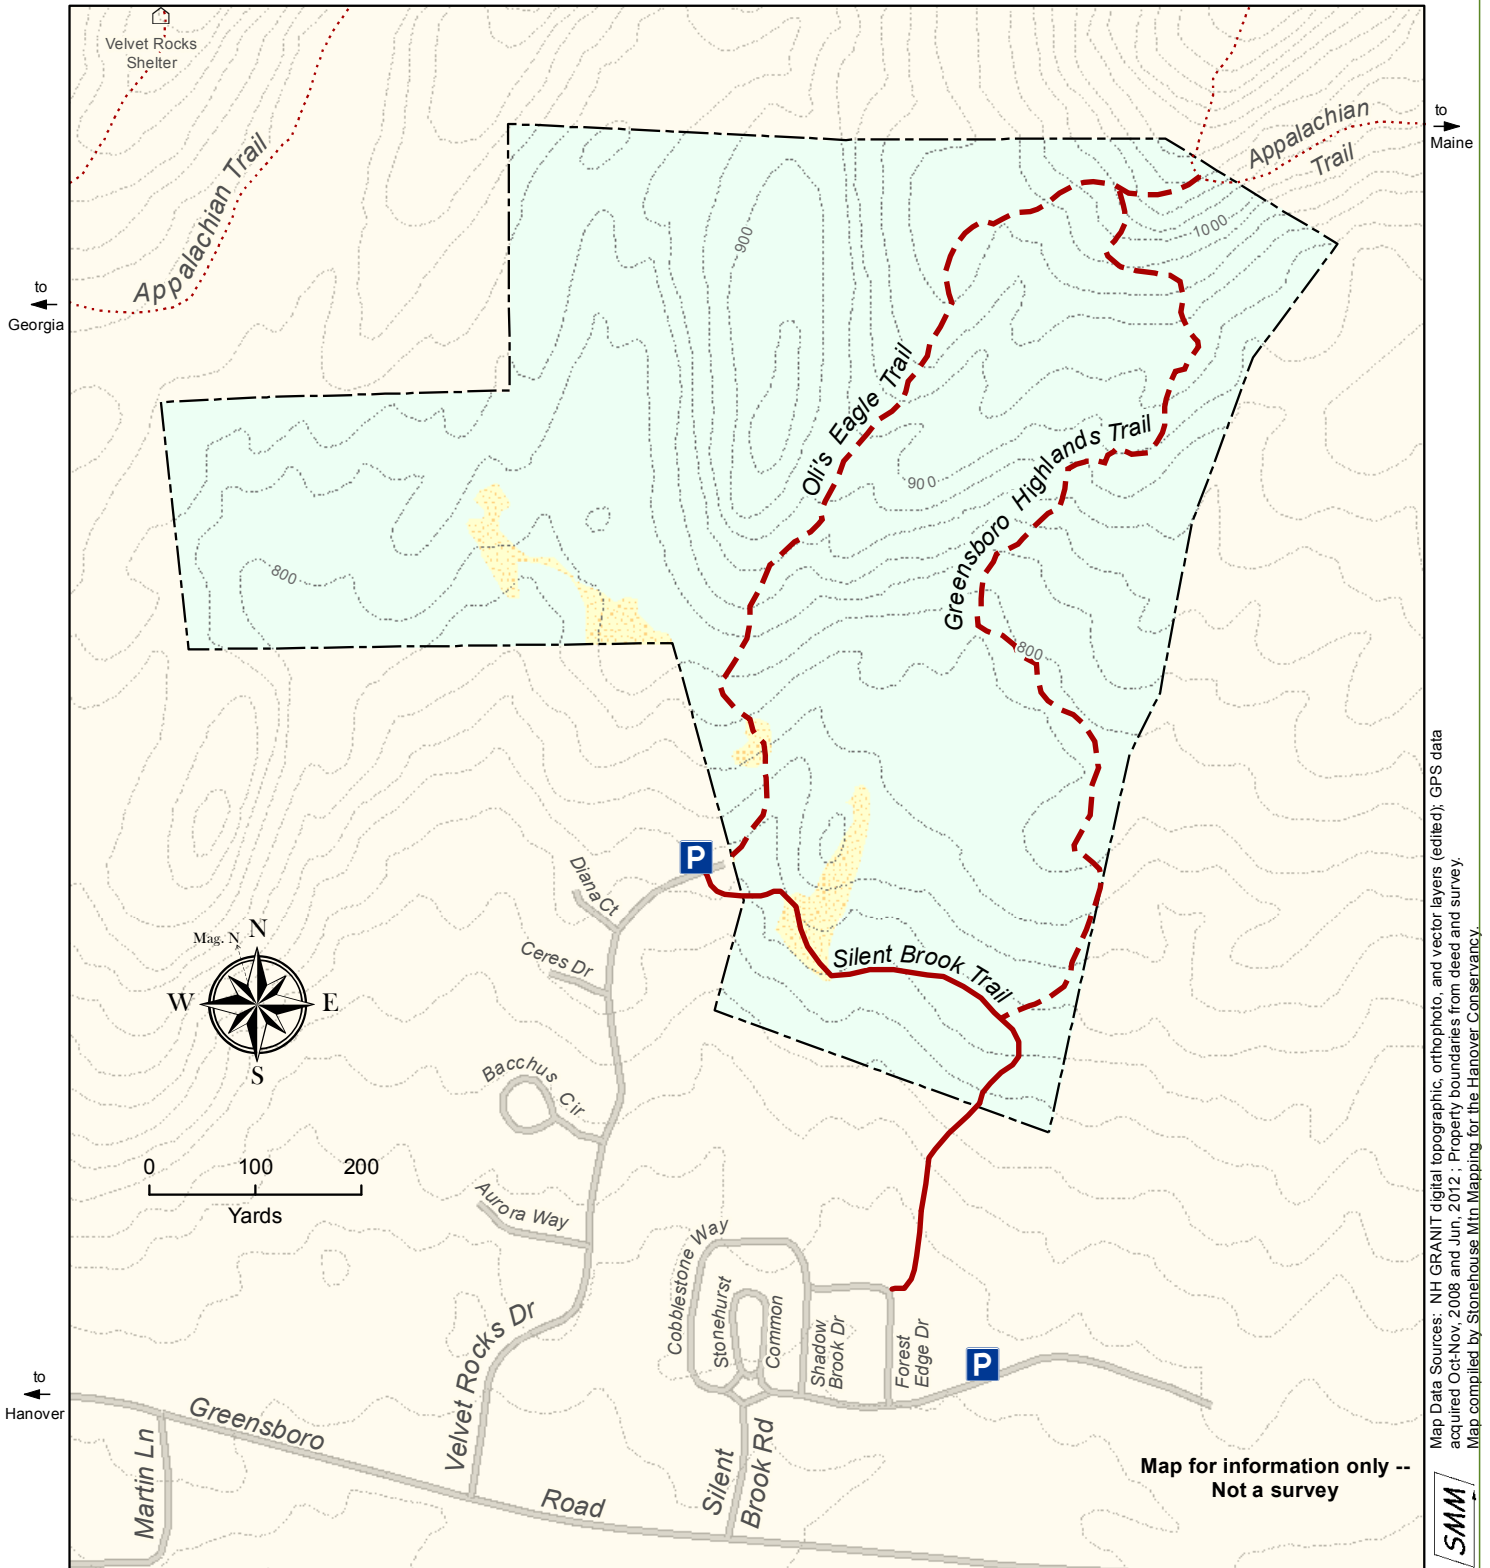 Velvet Rocks
Shelter
Appalachian Trail
to
Maine
Appalachian
Trail
to
Georgia
1000
900
Oli's Eagle Trail
900
Greensboro Highlands Trail
800
800
P
Diana Ct
Ceres Dr
Silent Brook Trail
Mag. N
N
W
E
S
Bacchus Cir
0 100 200
Yards
Aurora Way
Cobblestone Way
Stonehurst
Common
Shadow
Brook Dr
Forest
Edge Dr
P
Velvet Rocks Dr
to
Hanover
Greensboro
Road
Martin Ln
Silent
Brook Rd
Map for information only --
Not a survey
Map Data Sources: NH GRANIT digital topographic, orthophoto, and vector layers (edited); GPS data
acquired Oct-Nov, 2008 and Jun, 2012 ; Property boundaries from deed and survey.
Map compiled by Stonehouse Mtn Mapping for the Hanover Conservancy.
SMM